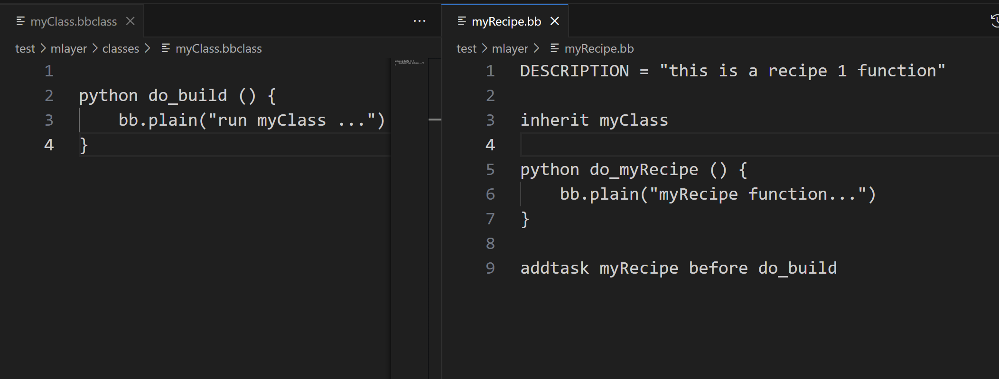 myClass.bbclass
test > mlayer > classes > myClass.bbclass
1
2 python do_build () {
3     bb.plain("run myClass ...")
4 }
myRecipe.bb
test > mlayer > myRecipe.bb
1 DESCRIPTION = "this is a recipe 1 function"
2
3 inherit myClass
4
5 python do_myRecipe () {
6     bb.plain("myRecipe function...")
7 }
8
9 addtask myRecipe before do_build